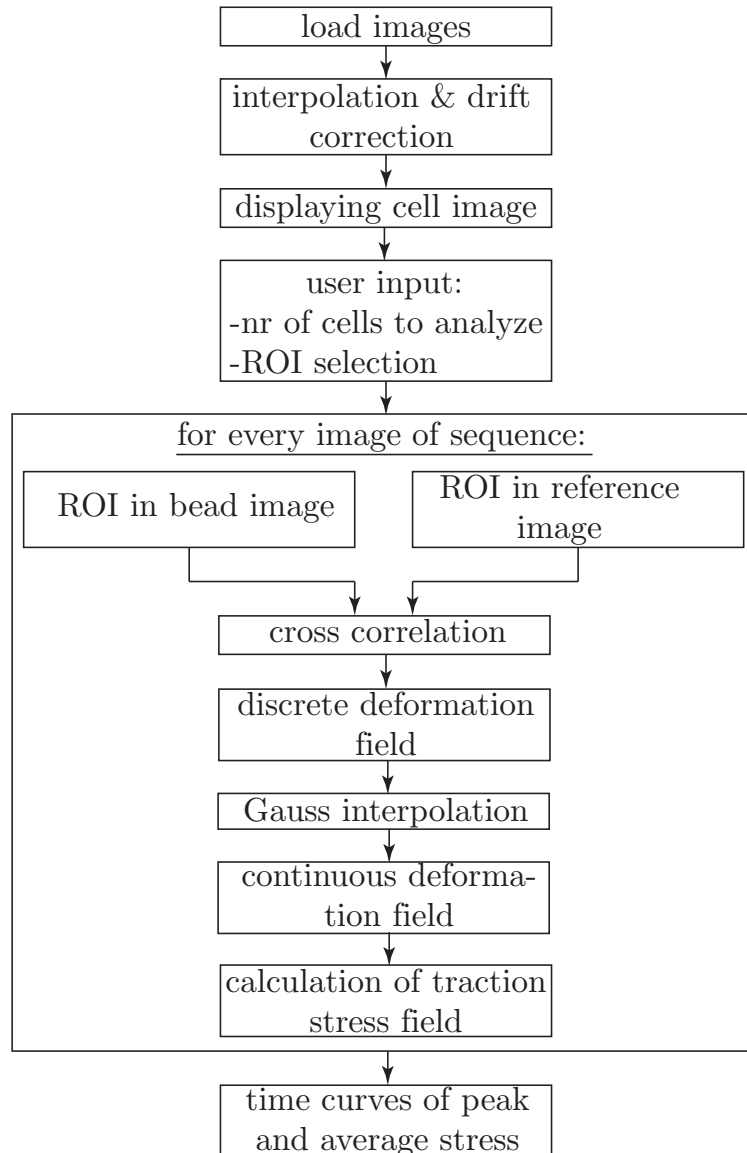 load images
interpolation & drift
correction
displaying cell image
user input:
-nr of cells to analyze
-ROI selection
for every image of sequence:
ROI in bead image
ROI in reference
image
cross correlation
discrete deformation
field
Gauss interpolation
continuous deforma-
tion field
calculation of traction
stress field
time curves of peak
and average stress